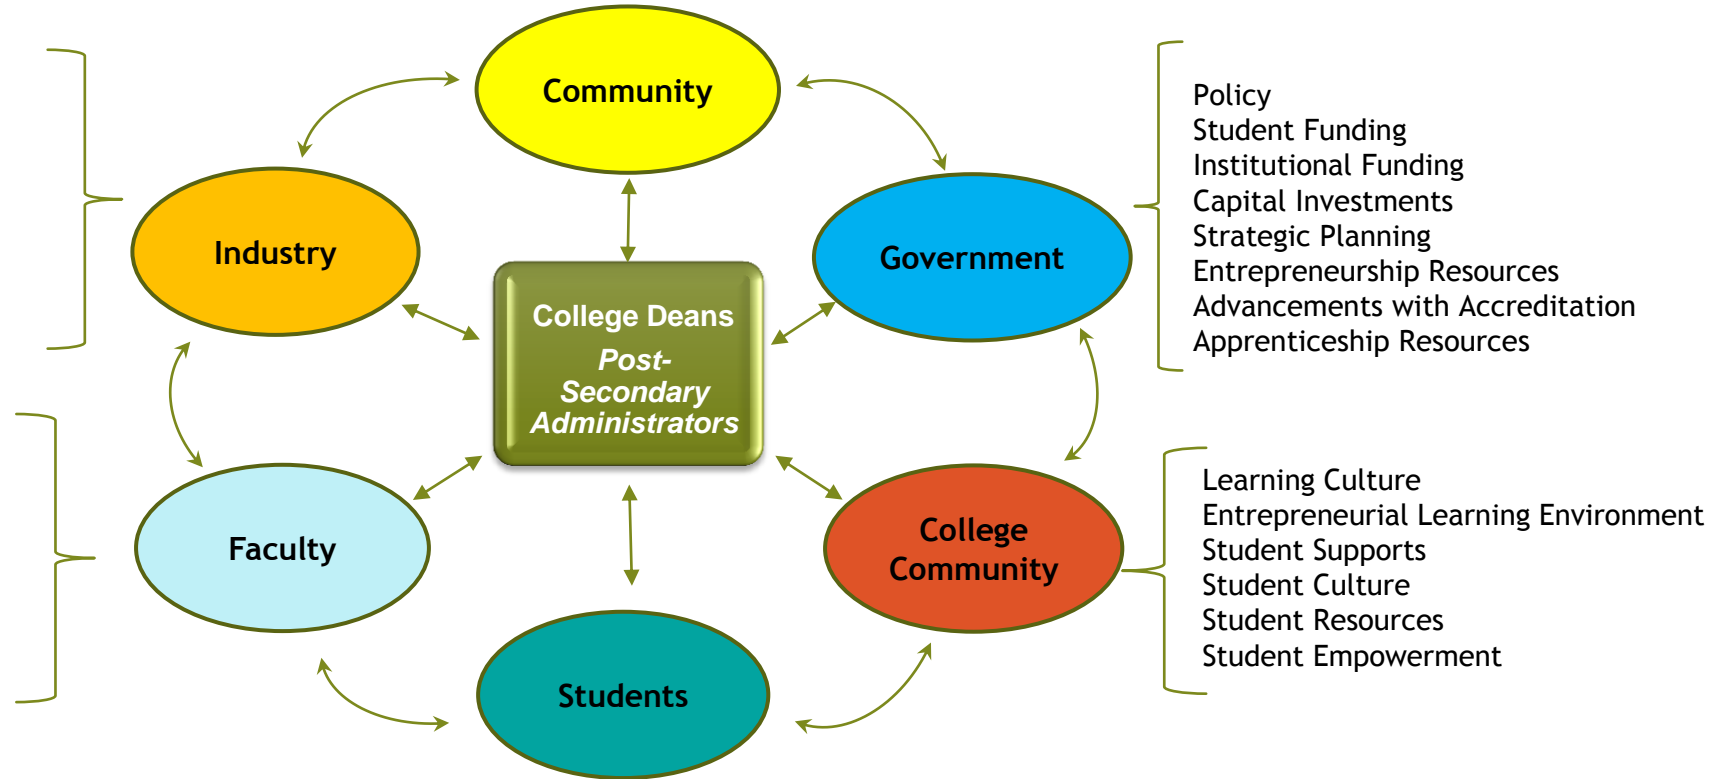 Community
Industry
Government
College Deans
Post-
Secondary
Administrators
Faculty
College
Community
Students
Policy
Student Funding
Institutional Funding
Capital Investments
Strategic Planning
Entrepreneurship Resources
Advancements with Accreditation
Apprenticeship Resources
Learning Culture
Entrepreneurial Learning Environment
Student Supports
Student Culture
Student Resources
Student Empowerment